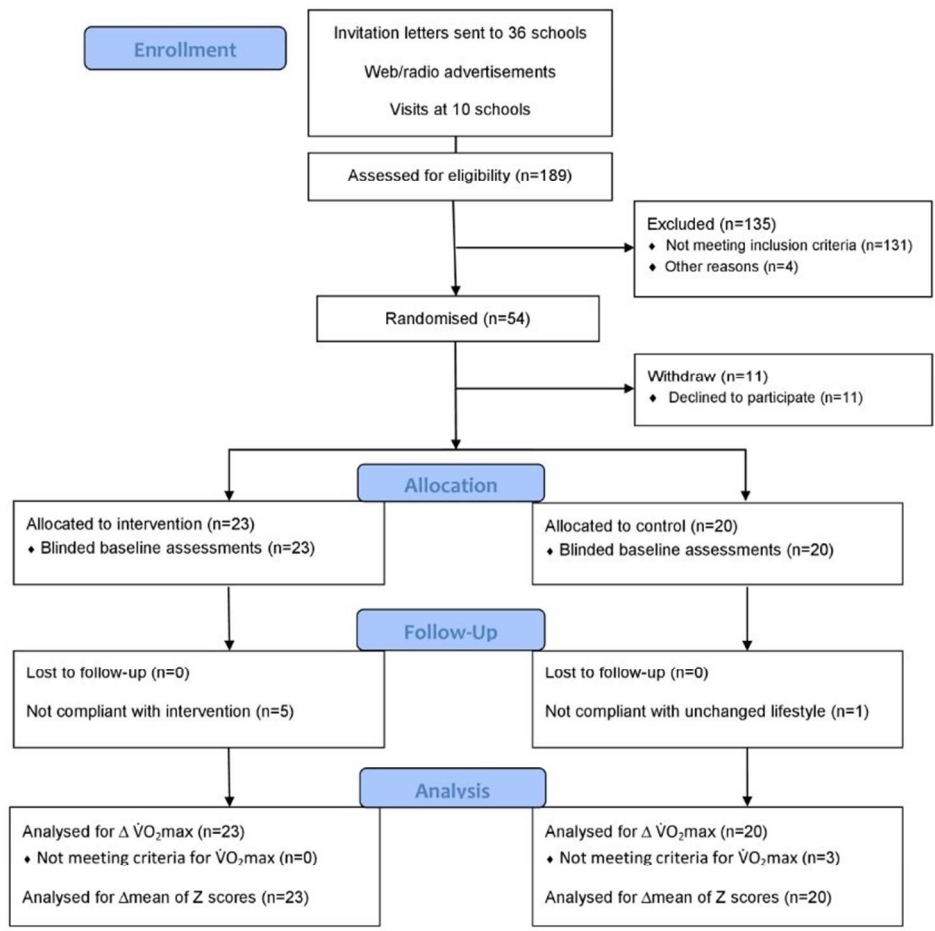 Enrollment
Invitation letters sent to 36 schools
Web/radio advertisements
Visits at 10 schools
Assessed for eligibility (n=189)
Excluded (n=135)
♦ Not meeting inclusion criteria (n=131)
♦ Other reasons (n=4)
Randomised (n=54)
Withdraw (n=11)
♦ Declined to participate (n=11)
Allocation
Allocated to intervention (n=23)
♦ Blinded baseline assessments (n=23)
Allocated to control (n=20)
♦ Blinded baseline assessments (n=20)
Follow-Up
Lost to follow-up (n=0)
Not compliant with intervention (n=5)
Lost to follow-up (n=0)
Not compliant with unchanged lifestyle (n=1)
Analysis
Analysed for Δ V̇O₂max (n=23)
♦ Not meeting criteria for V̇O₂max (n=0)
Analysed for Δmean of Z scores (n=23)
Analysed for Δ V̇O₂max (n=20)
♦ Not meeting criteria for V̇O₂max (n=3)
Analysed for Δmean of Z scores (n=20)